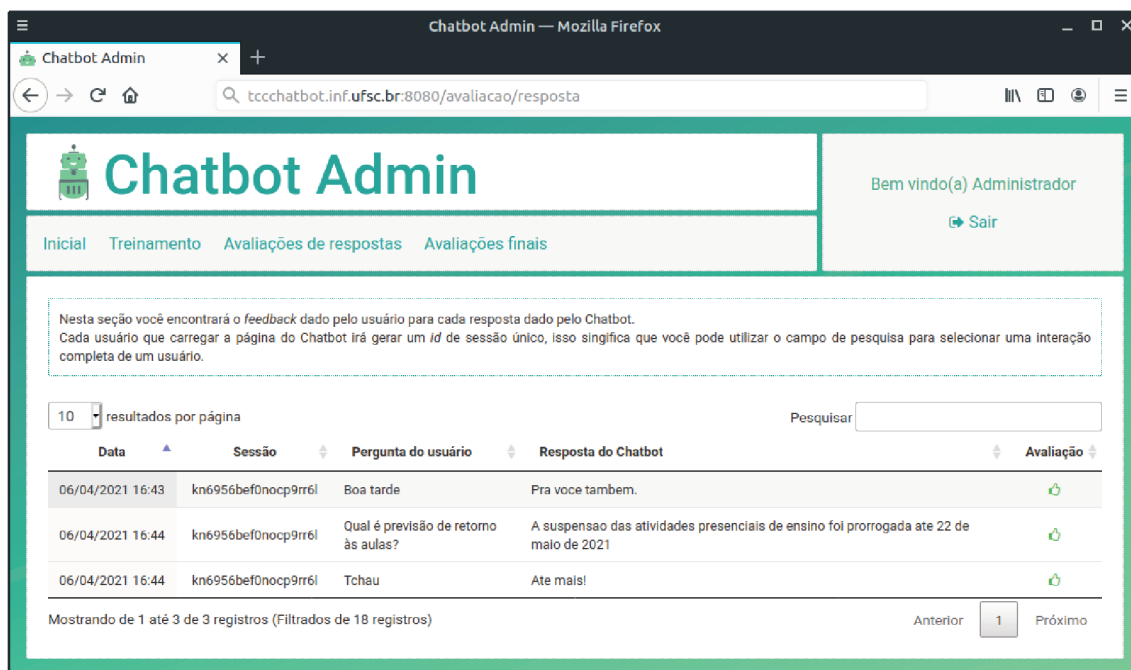 Chatbot Admin — Mozilla Firefox
Chatbot Admin
tccchatbot.inf.ufsc.br:8080/avaliacao/resposta
Chatbot Admin
Bem vindo(a) Administrador
Sair
Inicial Treinamento Avaliações de respostas Avaliações finais
Nesta seção você encontrará o feedback dado pelo usuário para cada resposta dado pelo Chatbot.
Cada usuário que carregar a página do Chatbot irá gerar um id de sessão único, isso singifica que você pode utilizar o campo de pesquisa para selecionar uma interação
completa de um usuário.
10 resultados por página Pesquisar
Data Sessão Pergunta do usuário Resposta do Chatbot Avaliação
06/04/2021 16:43 kn6956bef0nocp9rr6l Boa tarde Pra voce tambem.
06/04/2021 16:44 kn6956bef0nocp9rr6l Qual é previsão de retorno
às aulas? A suspensao das atividades presenciais de ensino foi prorrogada ate 22 de
maio de 2021
06/04/2021 16:44 kn6956bef0nocp9rr6l Tchau Ate mais!
Mostrando de 1 até 3 de 3 registros (Filtrados de 18 registros) Anterior 1 Próximo